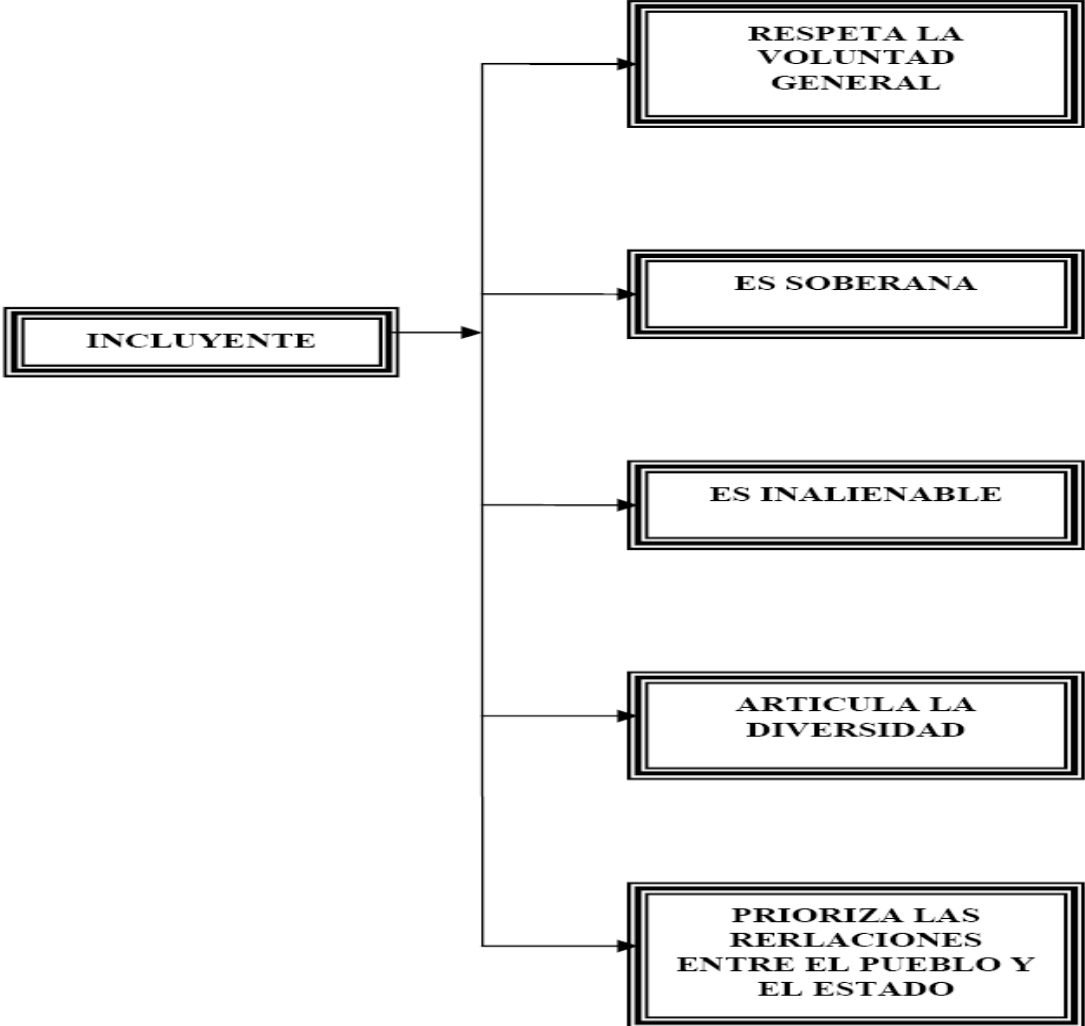 RESPETA LA
VOLUNTAD
GENERAL
ES SOBERANA
INCLUYENTE
ES INALIENABLE
ARTICULA LA
DIVERSIDAD
PRIORIZA LAS
RERLACIONES
ENTRE EL PUEBLO Y
EL ESTADO